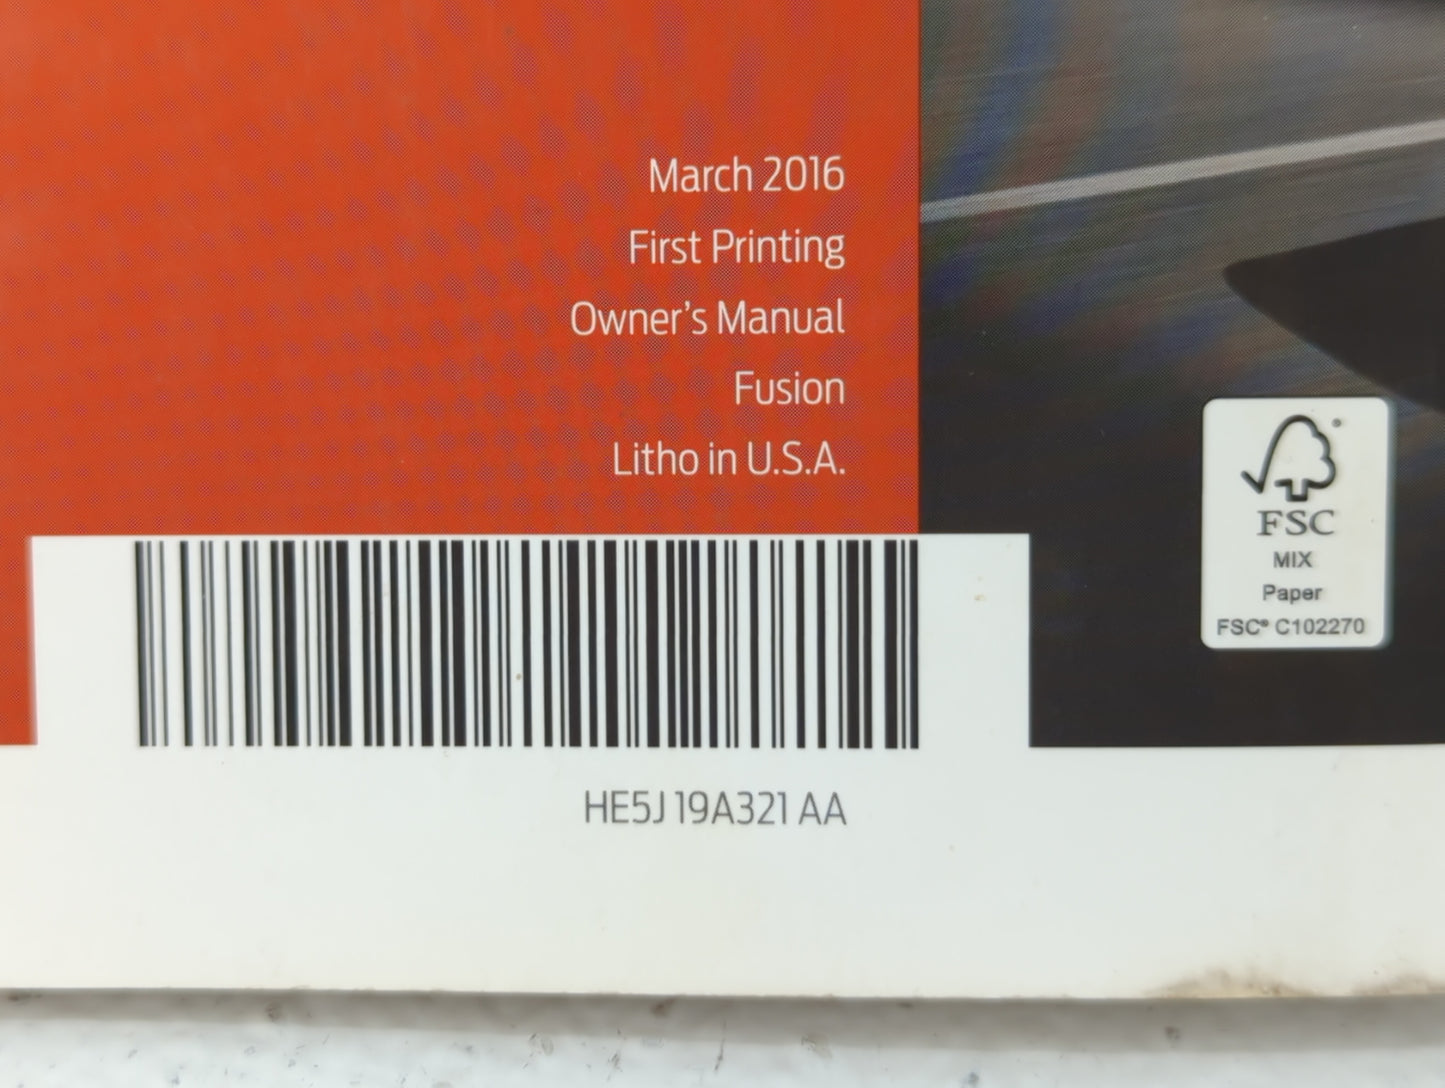 March 2016
First Printing
Owner's Manual
Fusion
Litho in U.S.A.
FSC
MIX
Paper
FSC® C102270
HE5J 19A321 AA